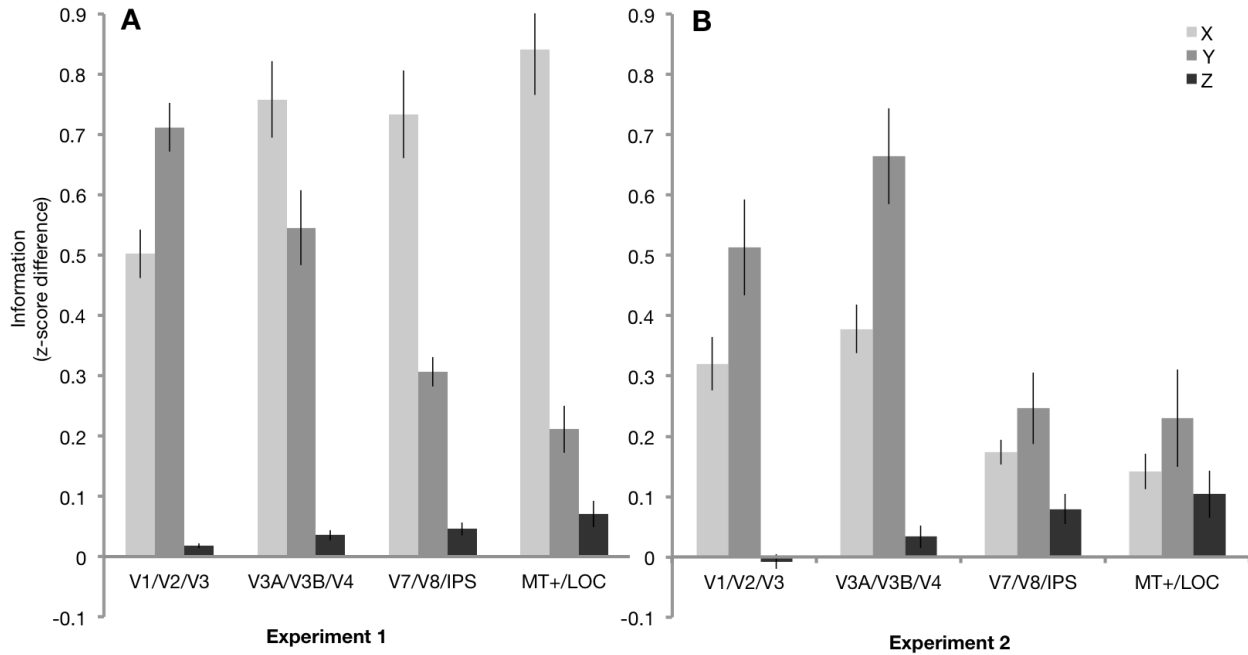 A
B
X
Y
Z
Information
(z-score difference)
0.9
0.8
0.7
0.6
0.5
0.4
0.3
0.2
0.1
0
-0.1
V1/V2/V3 V3A/V3B/V4 V7/V8/IPS MT+/LOC
Experiment 1
0.9
0.8
0.7
0.6
0.5
0.4
0.3
0.2
0.1
0
-0.1
V1/V2/V3 V3A/V3B/V4 V7/V8/IPS MT+/LOC
Experiment 2